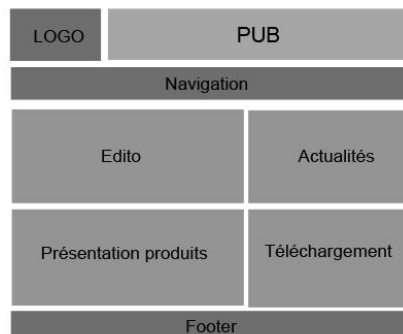 LOGO
PUB
Navigation
Edito
Actualités
Présentation produits
Téléchargement
Footer